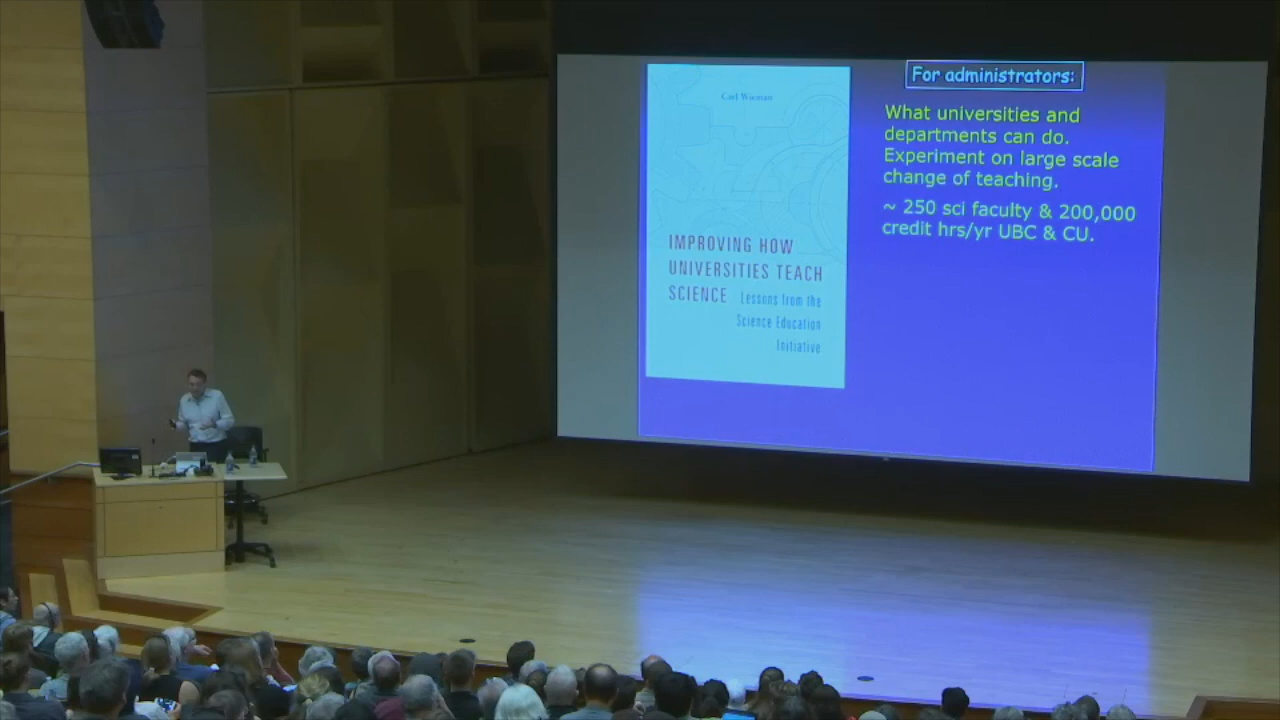 Carl Wieman
IMPROVING HOW
UNIVERSITIES TEACH
SCIENCE Lessons from the
Science Education
Initiative
For administrators:
What universities and
departments can do.
Experiment on large scale
change of teaching.
~ 250 sci faculty & 200,000
credit hrs/yr UBC & CU.